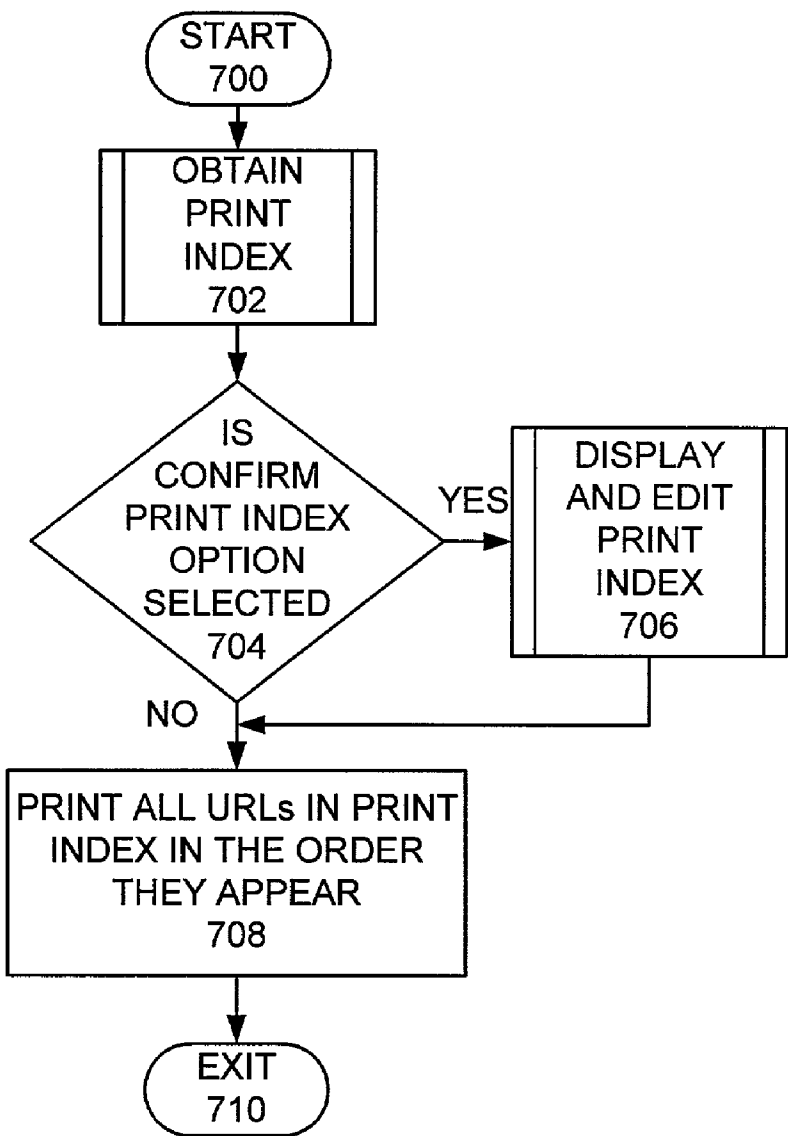 START
700
OBTAIN
PRINT
INDEX
702
IS
CONFIRM
PRINT INDEX
OPTION
SELECTED
704
YES
DISPLAY
AND EDIT
PRINT
INDEX
706
NO
PRINT ALL URLs IN PRINT
INDEX IN THE ORDER
THEY APPEAR
708
EXIT
710